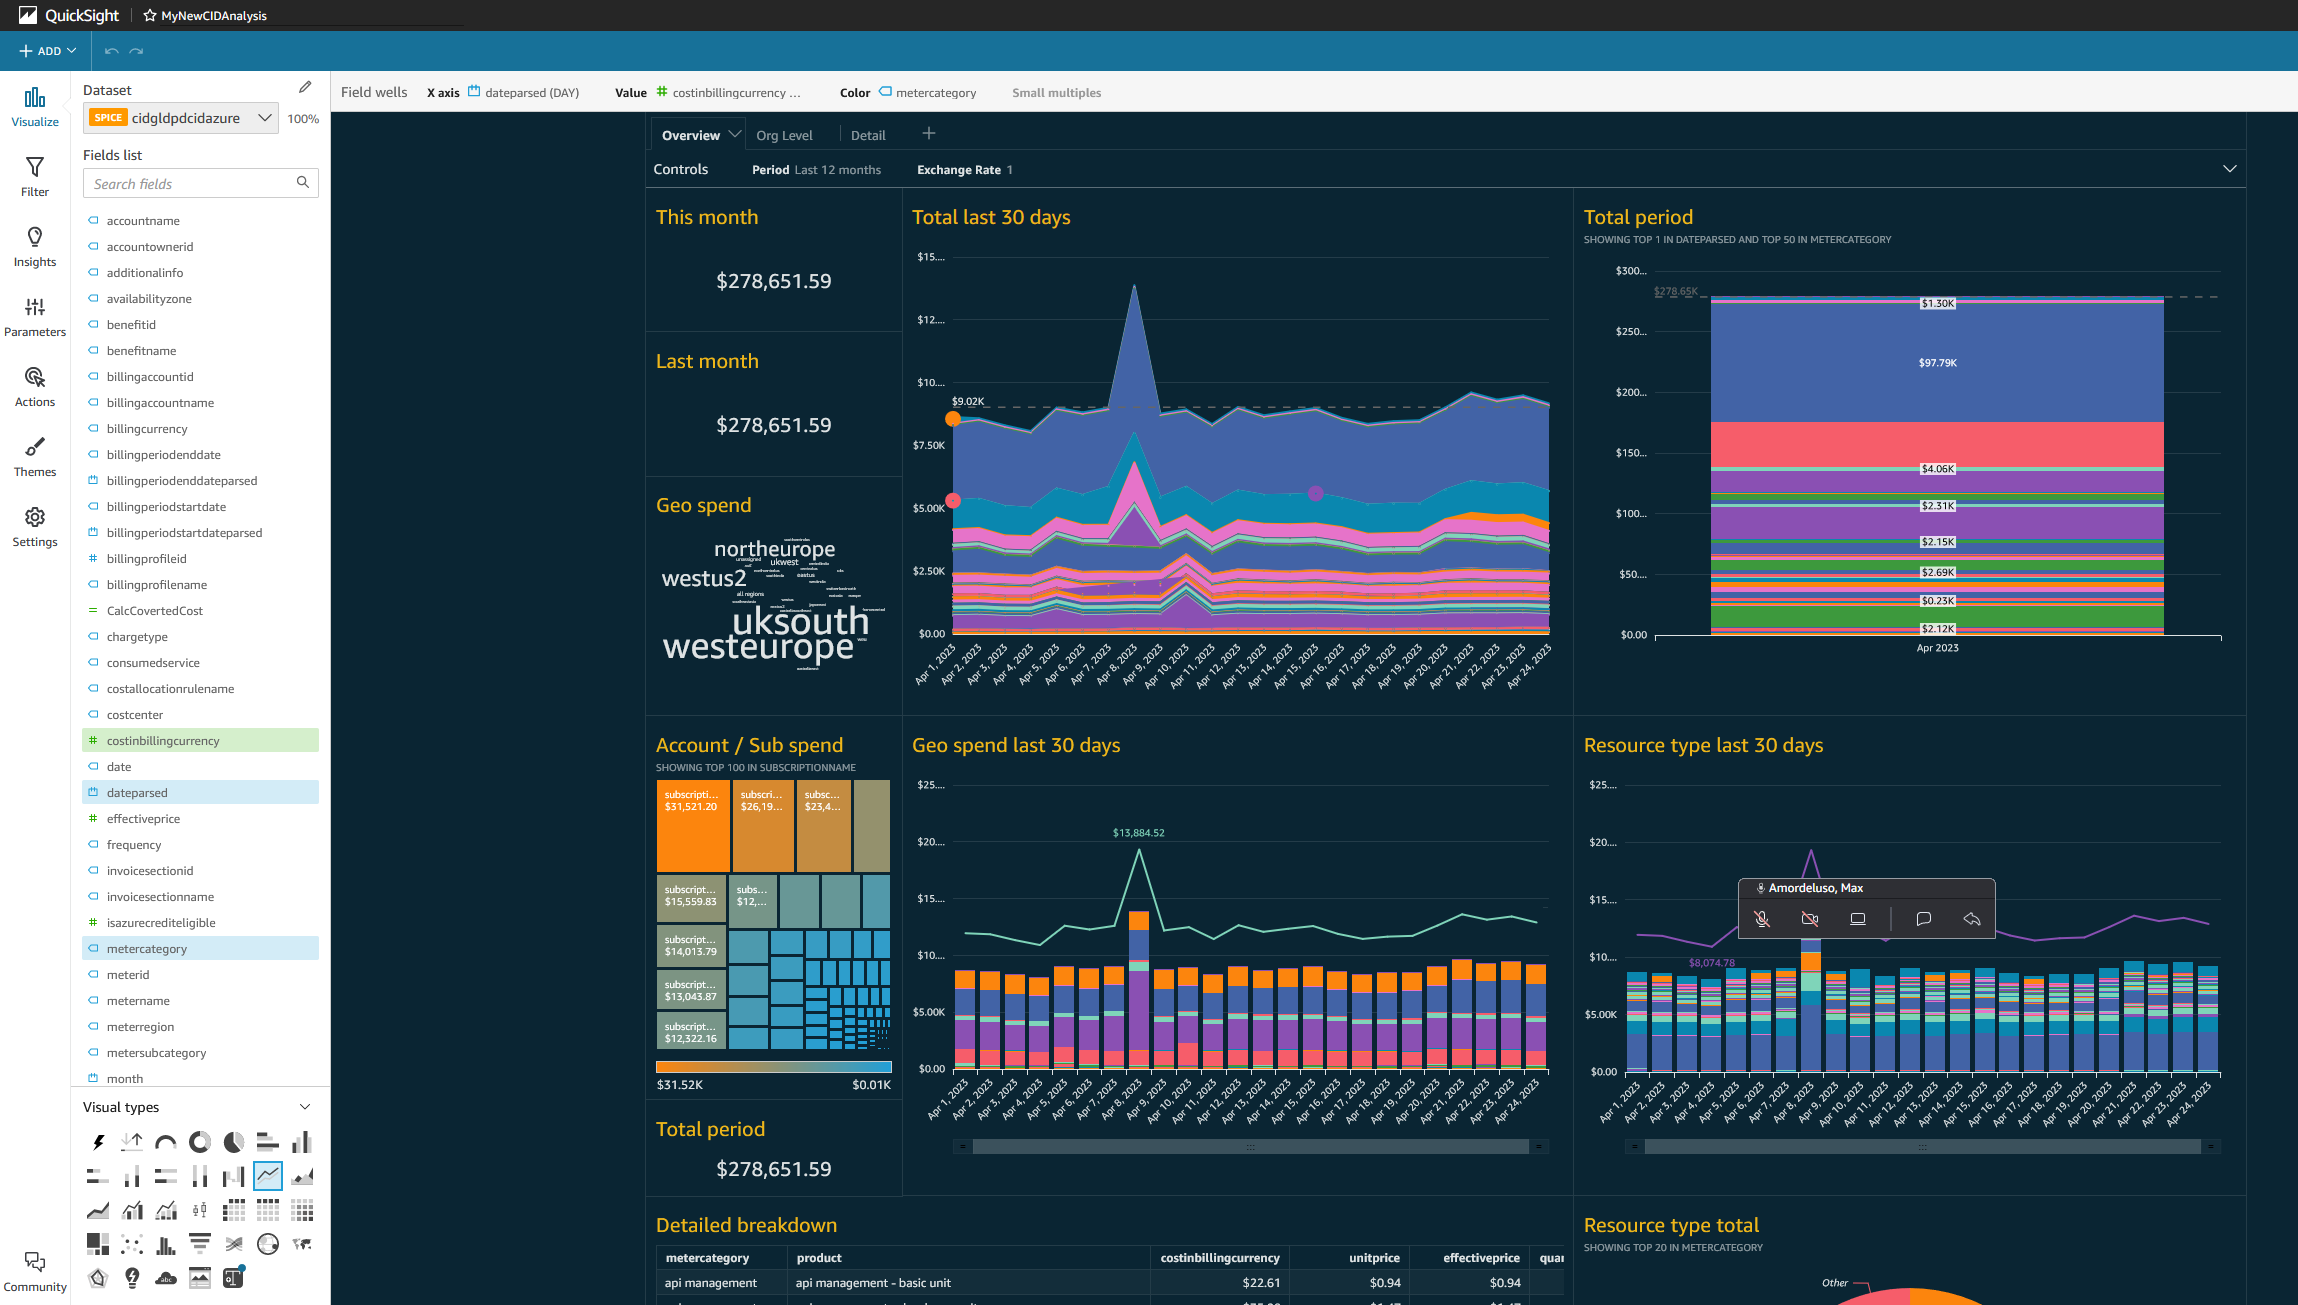 QuickSight
MyNewCIDAnalysis
ADD
Visualize
Filter
Insights
Parameters
Actions
Themes
Settings
Community
Dataset
SPICE cidgldpdcidazure 100%
Fields list
Search fields
accountname
accountownerid
additionalinfo
availabilityzone
benefitid
benefitname
billingaccountid
billingaccountname
billingcurrency
billingperiodenddate
billingperiodenddateparsed
billingperiodstartdate
billingperiodstartdateparsed
billingprofileid
billingprofilename
CalcCovertedCost
chargetype
consumedservice
costallocationrulename
costcenter
costinbillingcurrency
date
dateparsed
effectiveprice
frequency
invoicesectionid
invoicesectionname
isazurecrediteligible
metercategory
meterid
metername
meterregion
metersubcategory
month
Visual types
Field wells X axis dateparsed (DAY) Value costinbillingcurrency ... Color metercategory Small multiples
Overview Org Level Detail
Controls Period Last 12 months Exchange Rate 1
This month
$278,651.59
Last month
$278,651.59
Geo spend
northeurope
ukwest
westus2
eastus
all regions
uksouth
westeurope
Total last 30 days
$15....
$12....
$10....
$9.02K
$7.50K
$5.00K
$2.50K
$0.00
Apr 1, 2023
Apr 2, 2023
Apr 3, 2023
Apr 4, 2023
Apr 5, 2023
Apr 6, 2023
Apr 7, 2023
Apr 8, 2023
Apr 9, 2023
Apr 10, 2023
Apr 11, 2023
Apr 12, 2023
Apr 13, 2023
Apr 14, 2023
Apr 15, 2023
Apr 16, 2023
Apr 17, 2023
Apr 18, 2023
Apr 19, 2023
Apr 20, 2023
Apr 21, 2023
Apr 22, 2023
Apr 23, 2023
Apr 24, 2023
Total period
SHOWING TOP 1 IN DATEPARSED AND TOP 50 IN METERCATEGORY
$300...
$278.65K
$250...
$200...
$150...
$100...
$50....
$0.00
$1.30K
$97.79K
$4.06K
$2.31K
$2.15K
$2.69K
$0.23K
$2.12K
Apr 2023
Account / Sub spend
SHOWING TOP 100 IN SUBSCRIPTIONNAME
subscripti...
$31,521.20
subscri...
$26,19...
subsc...
$23,4...
subscript...
$15,559.83
subs...
$12,...
subscript...
$14,013.79
subscript...
$13,043.87
subscript...
$12,322.16
$31.52K $0.01K
Total period
$278,651.59
Geo spend last 30 days
$25....
$20....
$15....
$10....
$5.00K
$0.00
$13,884.52
Apr 1, 2023
Apr 2, 2023
Apr 3, 2023
Apr 4, 2023
Apr 5, 2023
Apr 6, 2023
Apr 7, 2023
Apr 8, 2023
Apr 9, 2023
Apr 10, 2023
Apr 11, 2023
Apr 12, 2023
Apr 13, 2023
Apr 14, 2023
Apr 15, 2023
Apr 16, 2023
Apr 17, 2023
Apr 18, 2023
Apr 19, 2023
Apr 20, 2023
Apr 21, 2023
Apr 22, 2023
Apr 23, 2023
Apr 24, 2023
Resource type last 30 days
$25....
$20....
$15....
$10....
$5.00K
$0.00
Amordeluso, Max
$8,074.78
Apr 1, 2023
Apr 2, 2023
Apr 3, 2023
Apr 4, 2023
Apr 5, 2023
Apr 6, 2023
Apr 7, 2023
Apr 8, 2023
Apr 9, 2023
Apr 10, 2023
Apr 11, 2023
Apr 12, 2023
Apr 13, 2023
Apr 14, 2023
Apr 15, 2023
Apr 16, 2023
Apr 17, 2023
Apr 18, 2023
Apr 19, 2023
Apr 20, 2023
Apr 21, 2023
Apr 22, 2023
Apr 23, 2023
Apr 24, 2023
Detailed breakdown
metercategory product costinbillingcurrency unitprice effectiveprice quar
api management api management - basic unit $22.61 $0.94 $0.94
Resource type total
SHOWING TOP 20 IN METERCATEGORY
Other